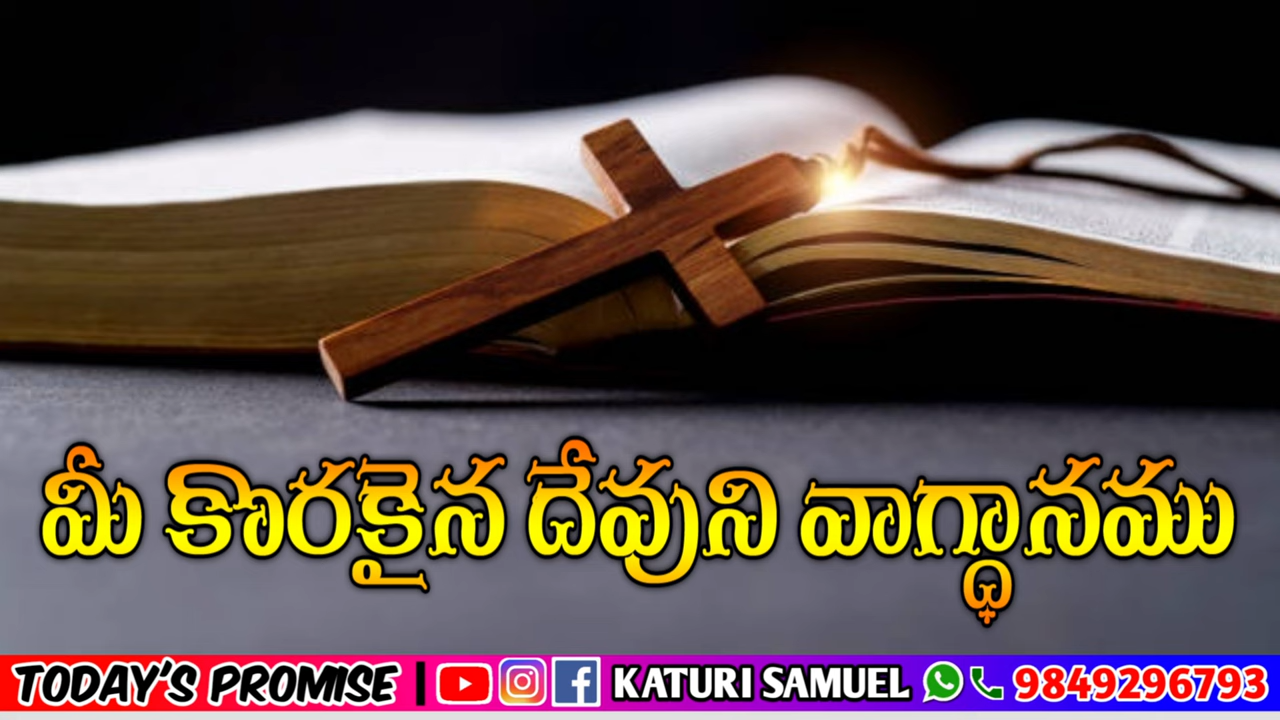 మీ కొరకైన దేవుని వాగ్ధానము
TODAY'S PROMISE | KATURI SAMUEL 9849296793